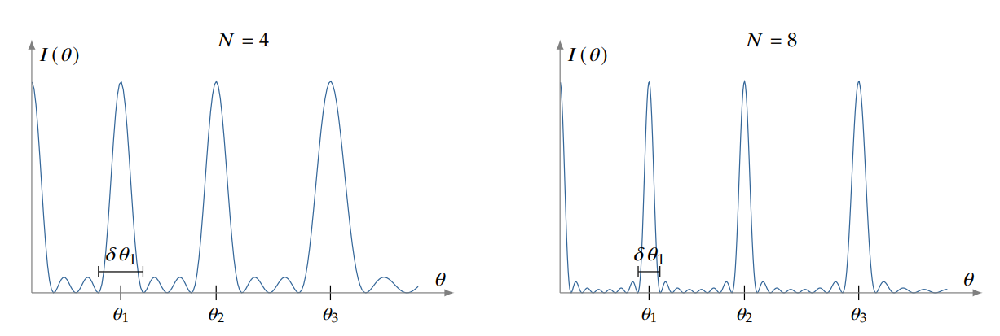 N = 4
I (θ)
δθ₁
θ
θ₁ θ₂ θ₃
N = 8
I (θ)
δθ₁
θ
θ₁ θ₂ θ₃